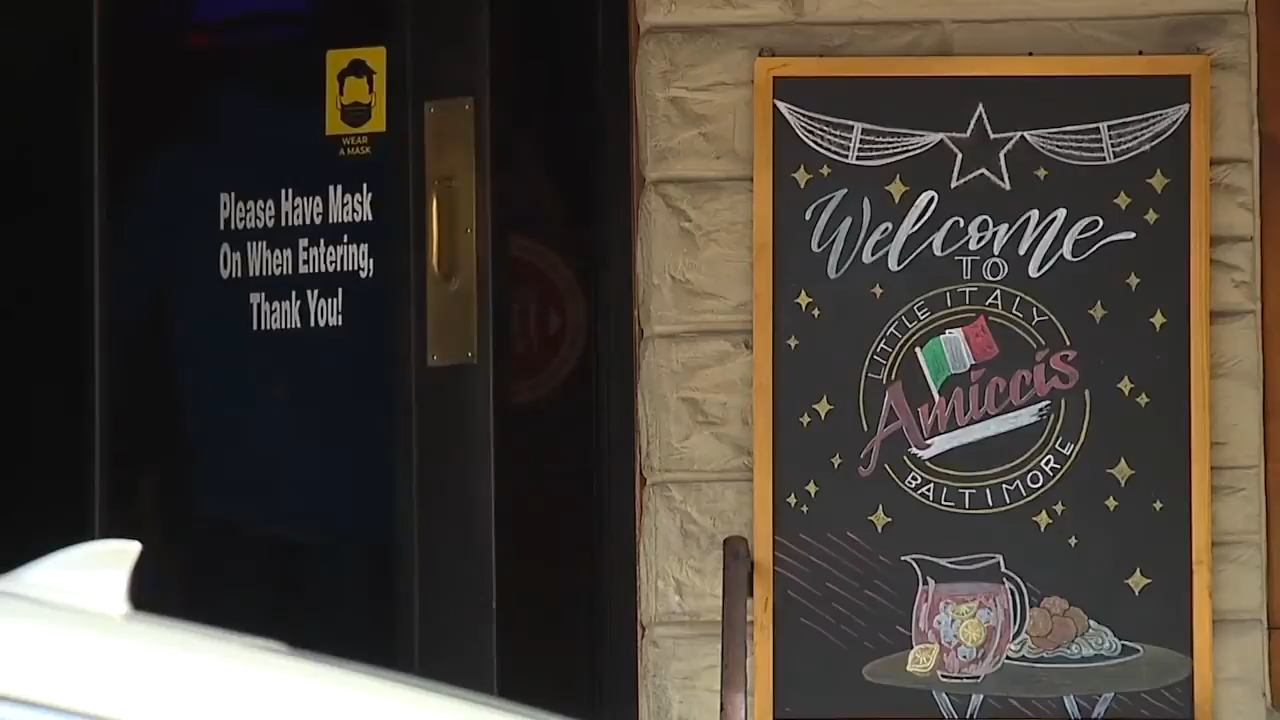 WEAR
A MASK
Please Have Mask
On When Entering,
Thank You!
Welcome
TO
LITTLE ITALY
Amiccis
BALTIMORE